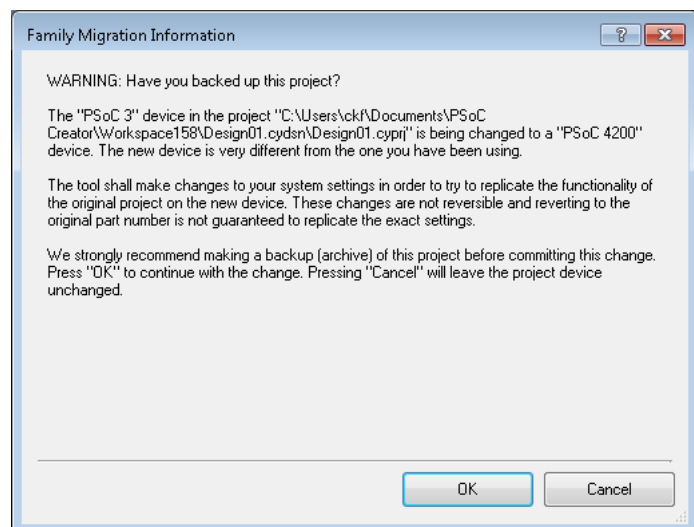 Family Migration Information
WARNING: Have you backed up this project?
The "PSoC 3" device in the project "C:\Users\ckf\Documents\PSoC
Creator\Workspace158\Design01.cydsn\Design01.cyprj" is being changed to a "PSoC 4200"
device. The new device is very different from the one you have been using.
The tool shall make changes to your system settings in order to try to replicate the functionality of
the original project on the new device. These changes are not reversible and reverting to the
original part number is not guaranteed to replicate the exact settings.
We strongly recommend making a backup (archive) of this project before committing this change.
Press "OK" to continue with the change. Pressing "Cancel" will leave the project device
unchanged.
OK Cancel